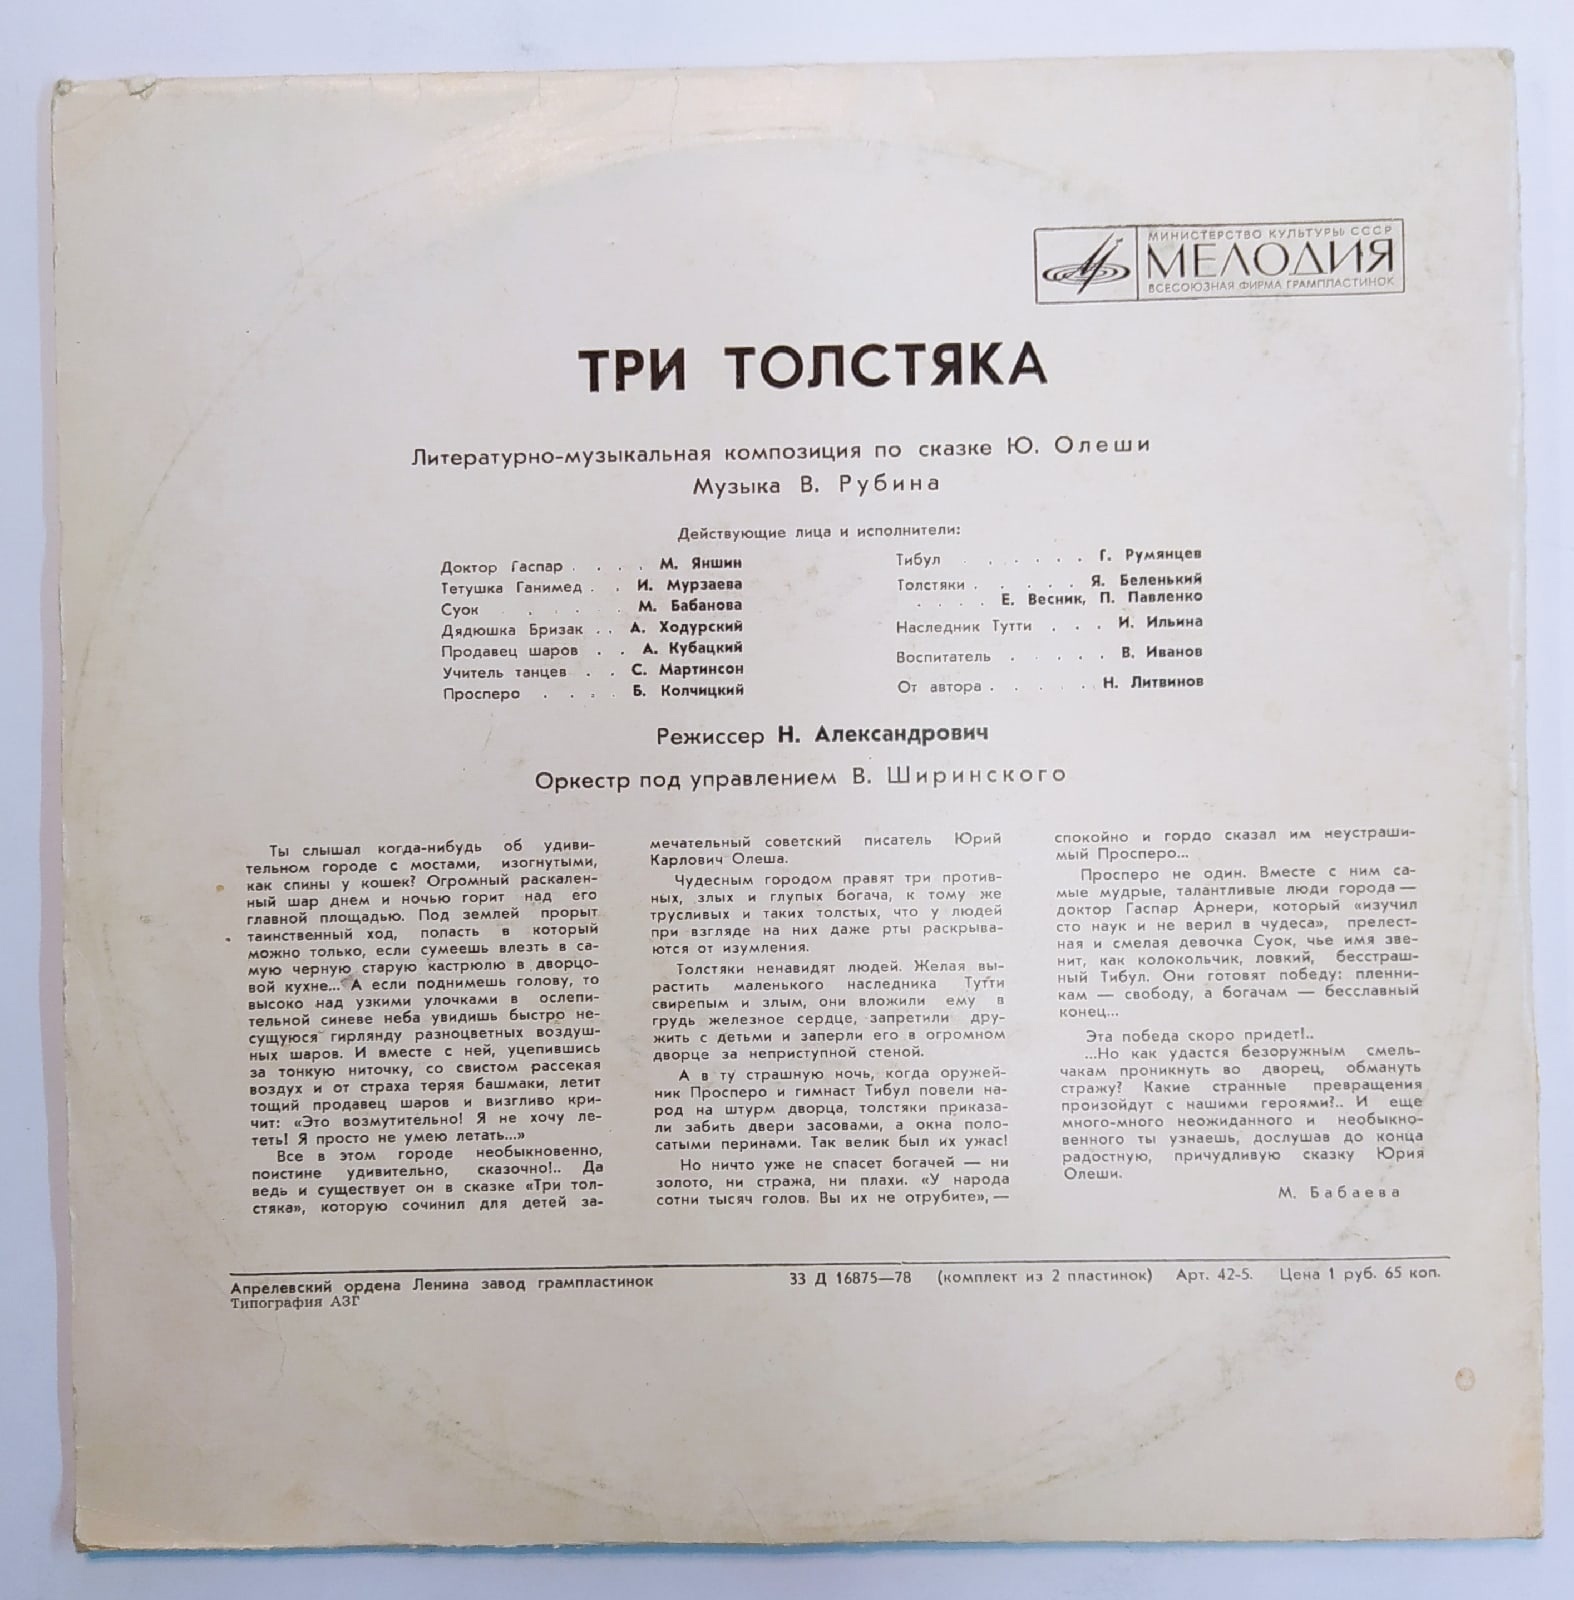 МИНИСТЕРСТВО КУЛЬТУРЫ СССР
МЕЛОДИЯ
ВСЕСОЮЗНАЯ ФИРМА ГРАМПЛАСТИНОК
ТРИ ТОЛСТЯКА
Литературно-музыкальная композиция по сказке Ю. Олеши
Музыка В. Рубина
Действующие лица и исполнители:
Доктор Гаспар . . . . М. Яншин
Тетушка Ганимед . . И. Мурзаева
Суок . . . . . М. Бабанова
Дядюшка Бризак . . А. Ходурский
Продавец шаров . . А. Кубацкий
Учитель танцев . . С. Мартинсон
Просперо . . . . Б. Колчицкий
Тибул . . . . . . Г. Румянцев
Толстяки . . . . . Я. Беленький
. . . . Е. Весник, П. Павленко
Наследник Тутти . . . И. Ильина
Воспитатель . . . . . В. Иванов
От автора . . . . . Н. Литвинов
Режиссер Н. Александрович
Оркестр под управлением В. Ширинского
Ты слышал когда-нибудь об удиви-
тельном городе с мостами, изогнутыми,
как спины у кошек? Огромный раскален-
ный шар днем и ночью горит над его
главной площадью. Под землей прорыт
таинственный ход, попасть в который
можно только, если сумеешь влезть в са-
мую черную старую кастрюлю в дворцо-
вой кухне... А если поднимешь голову, то
высоко над узкими улочками в ослепи-
тельной синеве неба увидишь быстро не-
сущуюся гирлянду разноцветных воздуш-
ных шаров. И вместе с ней, уцепившись
за тонкую ниточку, со свистом рассекая
воздух и от страха теряя башмаки, летит
тощий продавец шаров и визгливо кри-
чит: «Это возмутительно! Я не хочу ле-
теть! Я просто не умею летать...»
Все в этом городе необыкновенно,
поистине удивительно, сказочно!.. Да
ведь и существует он в сказке «Три тол-
стяка», которую сочинил для детей за-
мечательный советский писатель Юрий
Карлович Олеша.
Чудесным городом правят три против-
ных, злых и глупых богача, к тому же
трусливых и таких толстых, что у людей
при взгляде на них даже рты раскрыва-
ются от изумления.
Толстяки ненавидят людей. Желая вы-
растить маленького наследника Тутти
свирепым и злым, они вложили ему в
грудь железное сердце, запретили дру-
жить с детьми и заперли его в огромном
дворце за неприступной стеной.
А в ту страшную ночь, когда оружей-
ник Просперо и гимнаст Тибул повели на-
род на штурм дворца, толстяки приказа-
ли забить двери засовами, а окна поло-
сатыми перинами. Так велик был их ужас!
Но ничто уже не спасет богачей — ни
золото, ни стража, ни плахи. «У народа
сотни тысяч голов. Вы их не отрубите», —
спокойно и гордо сказал им неустраши-
мый Просперо...
Просперо не один. Вместе с ним са-
мые мудрые, талантливые люди города —
доктор Гаспар Арнери, который «изучил
сто наук и не верил в чудеса», прелест-
ная и смелая девочка Суок, чье имя зве-
нит, как колокольчик, ловкий, бесстраш-
ный Тибул. Они готовят победу: пленни-
кам — свободу, а богачам — бесславный
конец...
Эта победа скоро придет!..
...Но как удастся безоружным смель-
чакам проникнуть во дворец, обмануть
стражу? Какие странные превращения
произойдут с нашими героями?.. И еще
много-много неожиданного и необыкно-
венного ты узнаешь, дослушав до конца
радостную, причудливую сказку Юрия
Олеши.
М. Бабаева
Апрелевский ордена Ленина завод грампластинок 33 Д 16875—78 (комплект из 2 пластинок) Арт. 42-5. Цена 1 руб. 65 коп.
Типография АЗГ